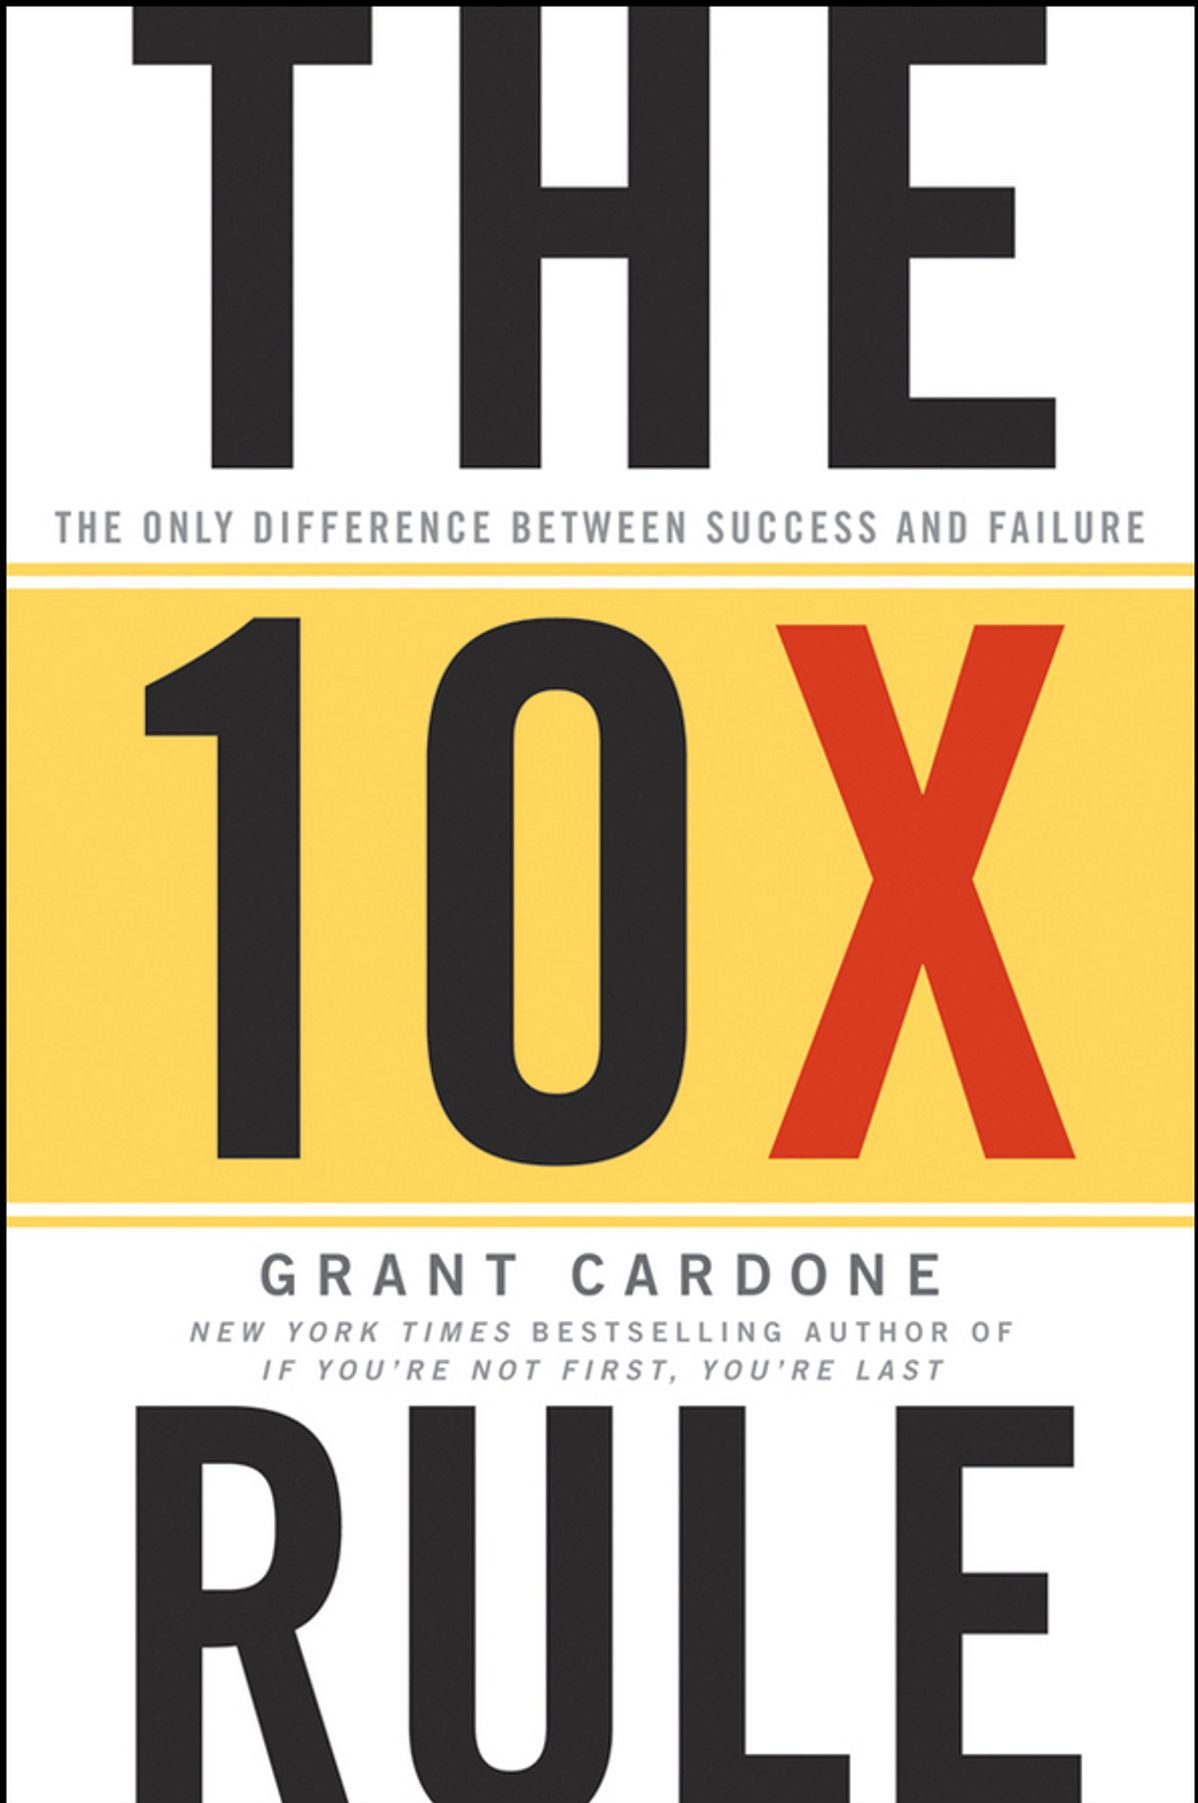 THE
THE ONLY DIFFERENCE BETWEEN SUCCESS AND FAILURE
10X
GRANT CARDONE
NEW YORK TIMES BESTSELLING AUTHOR OF
IF YOU'RE NOT FIRST, YOU'RE LAST
RULE